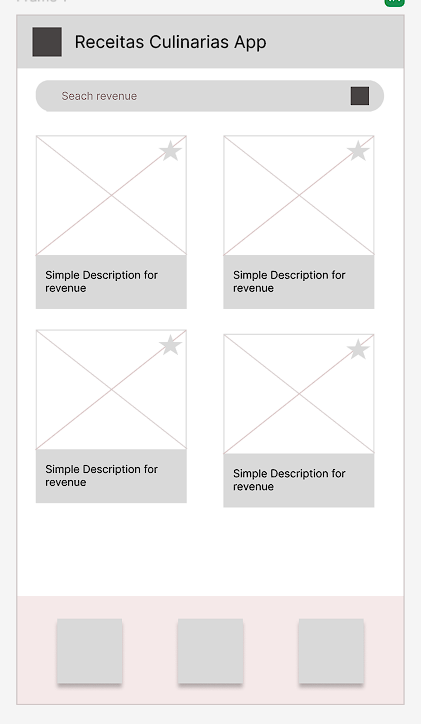 Receitas Culinarias App
Seach revenue
Simple Description for
revenue
Simple Description for
revenue
Simple Description for
revenue
Simple Description for
revenue